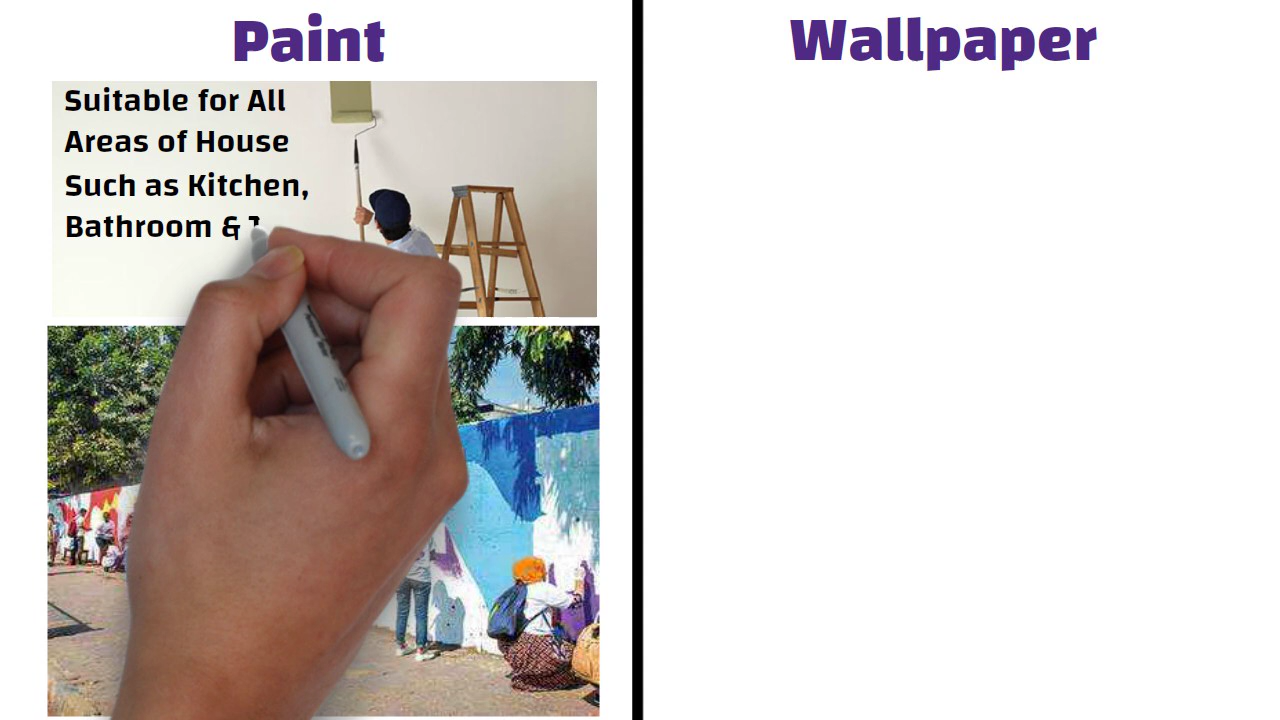 Paint
Wallpaper
Suitable for All
Areas of House
Such as Kitchen,
Bathroom &